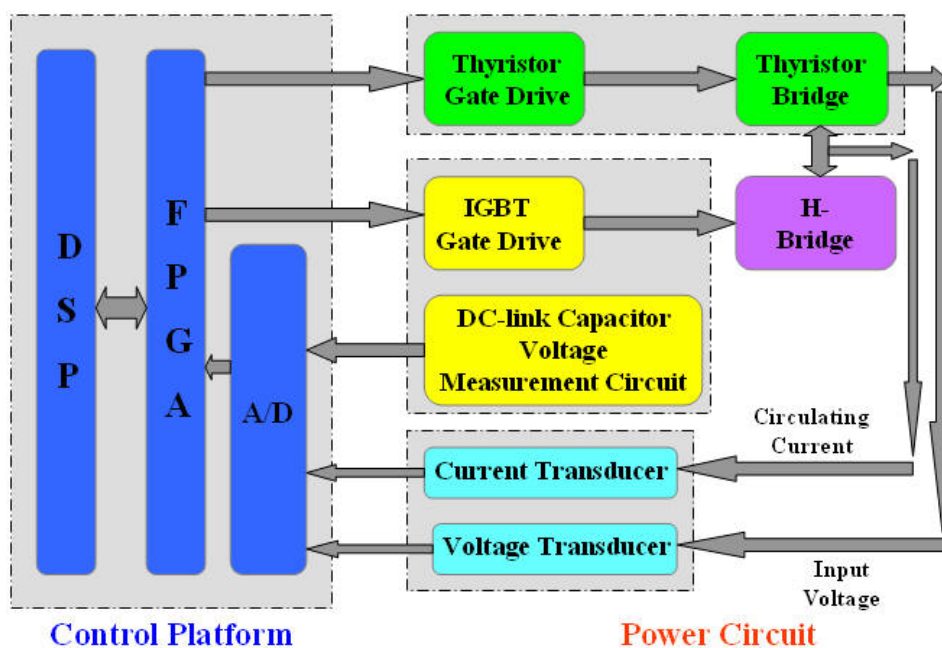 D
S
P
F
P
G
A
A/D
Thyristor
Gate Drive
Thyristor
Bridge
IGBT
Gate Drive
H-
Bridge
DC-link Capacitor
Voltage
Measurement Circuit
Circulating
Current
Current Transducer
Voltage Transducer
Input
Voltage
Control Platform
Power Circuit